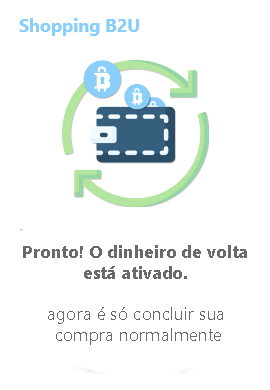 Shopping B2U
Pronto! O dinheiro de volta
está ativado.
agora é só concluir sua
compra normalmente